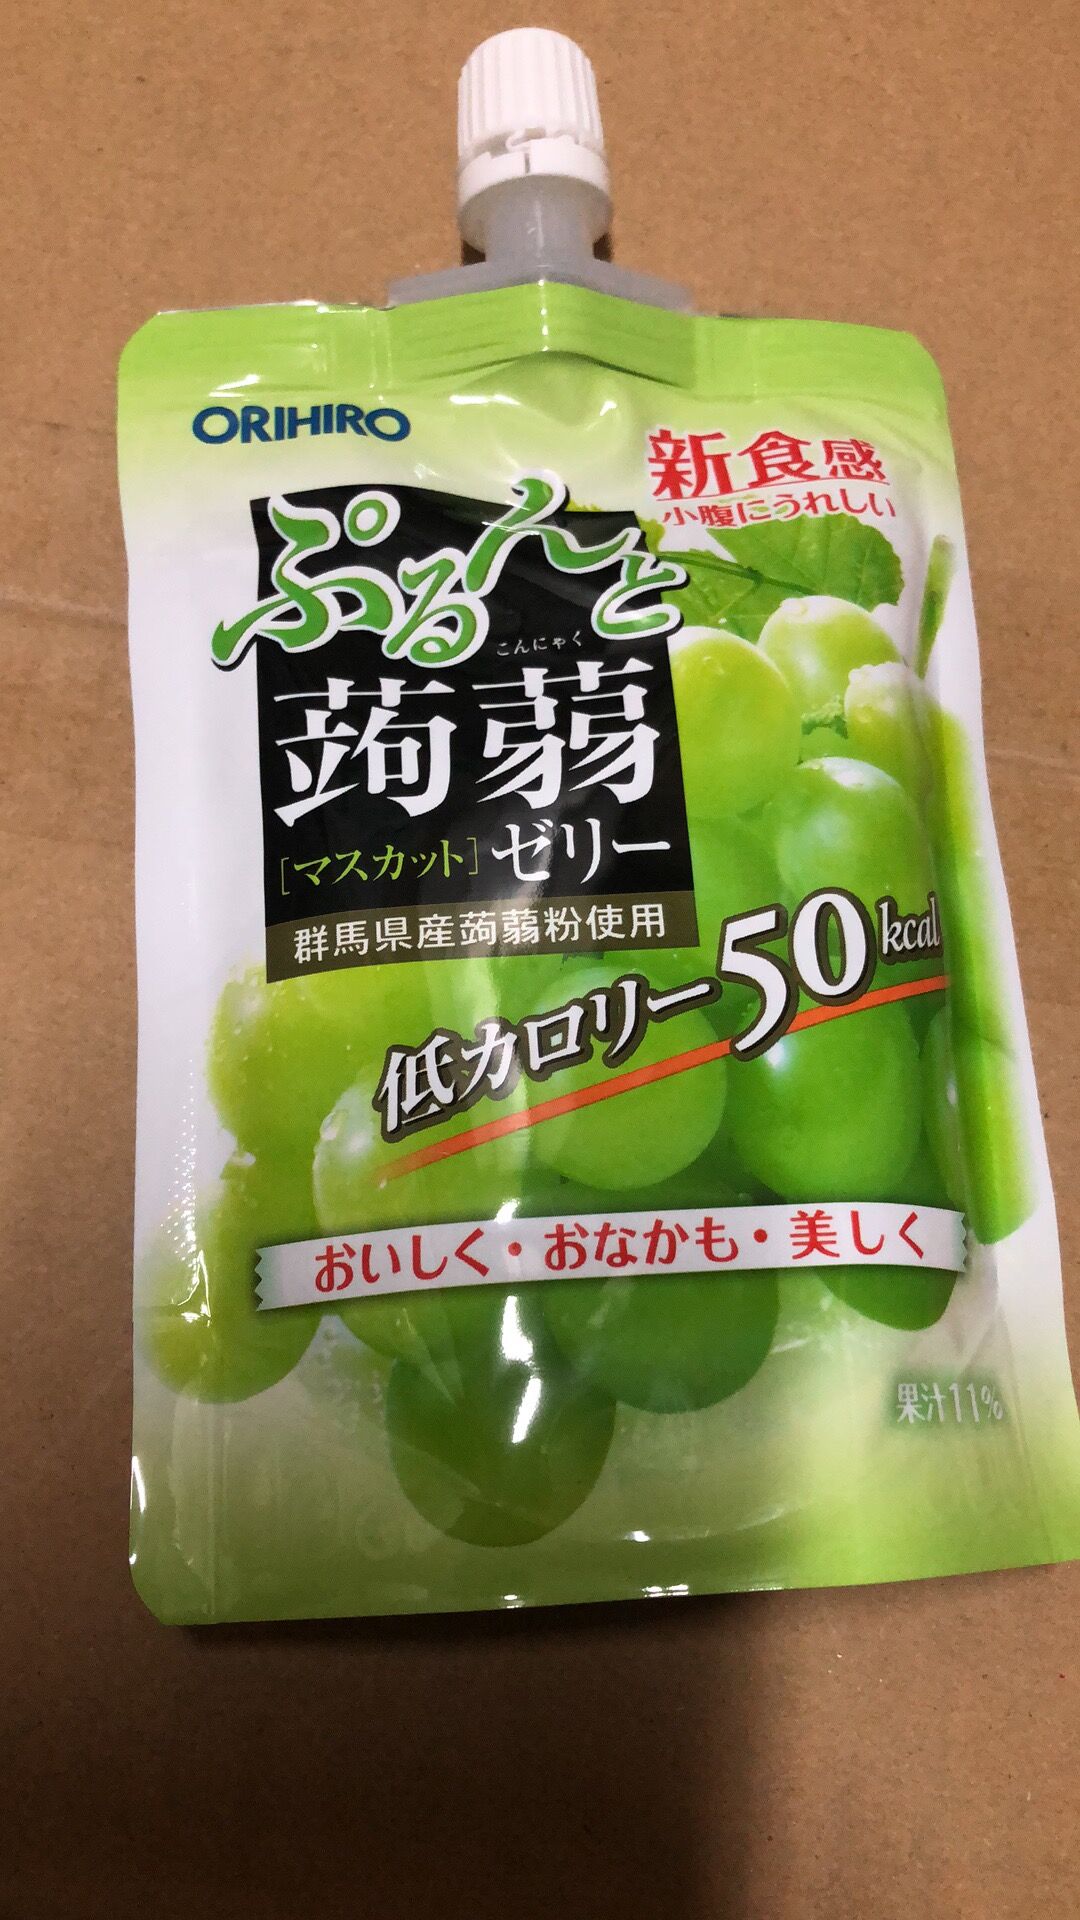 ORIHIRO
新食感
小腹にうれしい
ぷるんと
こんにゃく
蒟蒻
[マスカット]ゼリー
群馬県産蒟蒻粉使用
低カロリー50kcal
おいしく・おなかも・美しく
果汁11%